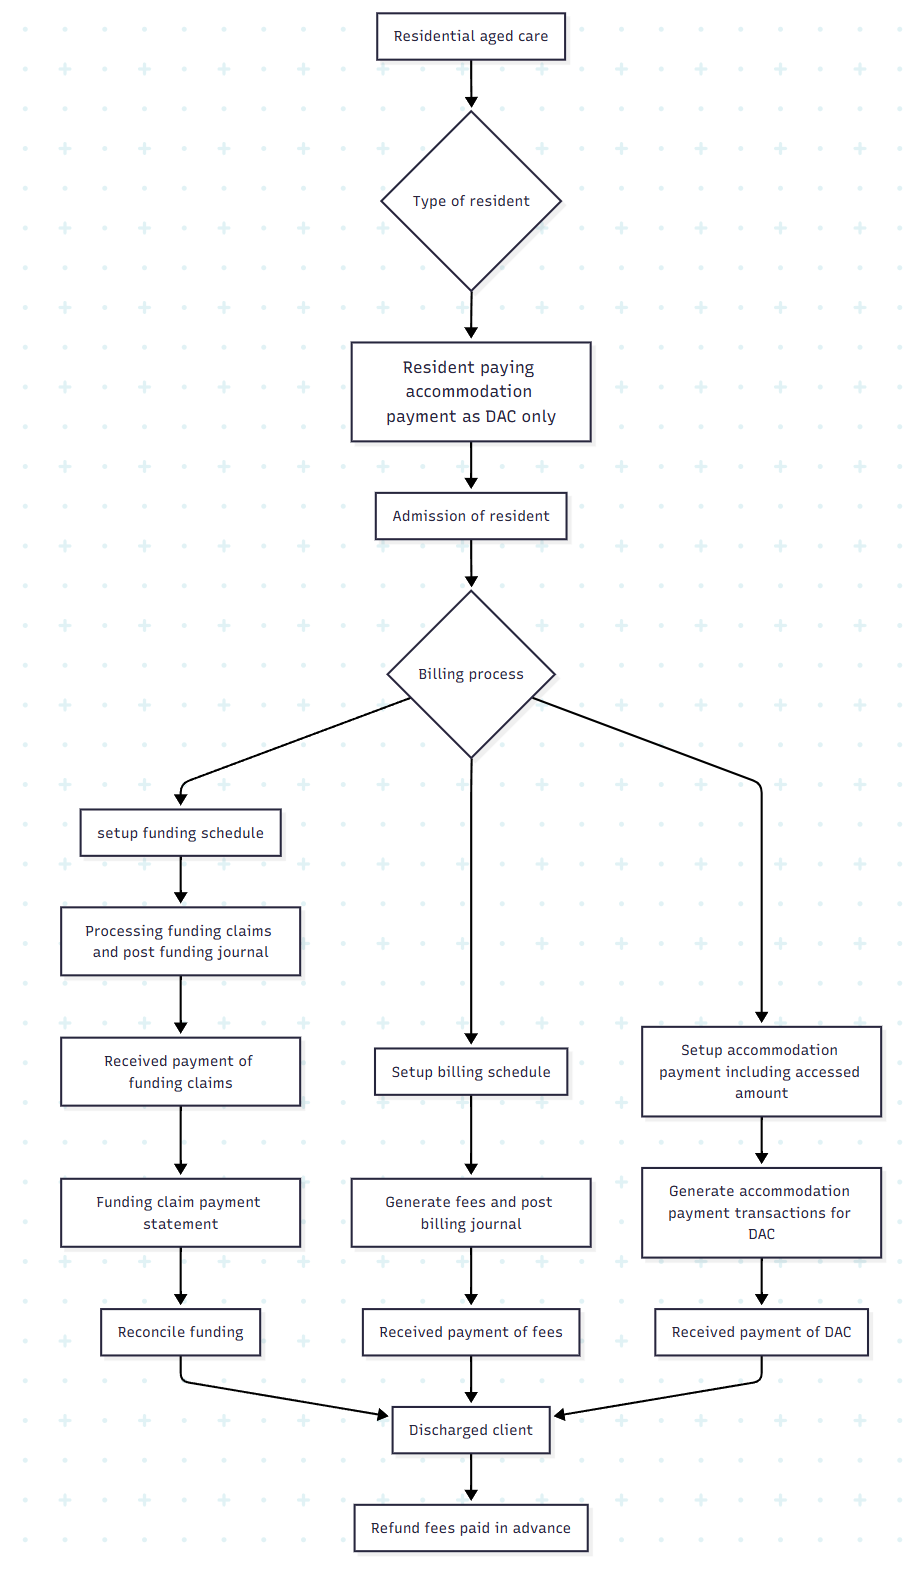 Residential aged care
Type of resident
Resident paying
accommodation
payment as DAC only
Admission of resident
Billing process
setup funding schedule
Processing funding claims
and post funding journal
Received payment of
funding claims
Funding claim payment
statement
Reconcile funding
Setup billing schedule
Generate fees and post
billing journal
Received payment of fees
Setup accommodation
payment including accessed
amount
Generate accommodation
payment transactions for
DAC
Received payment of DAC
Discharged client
Refund fees paid in advance